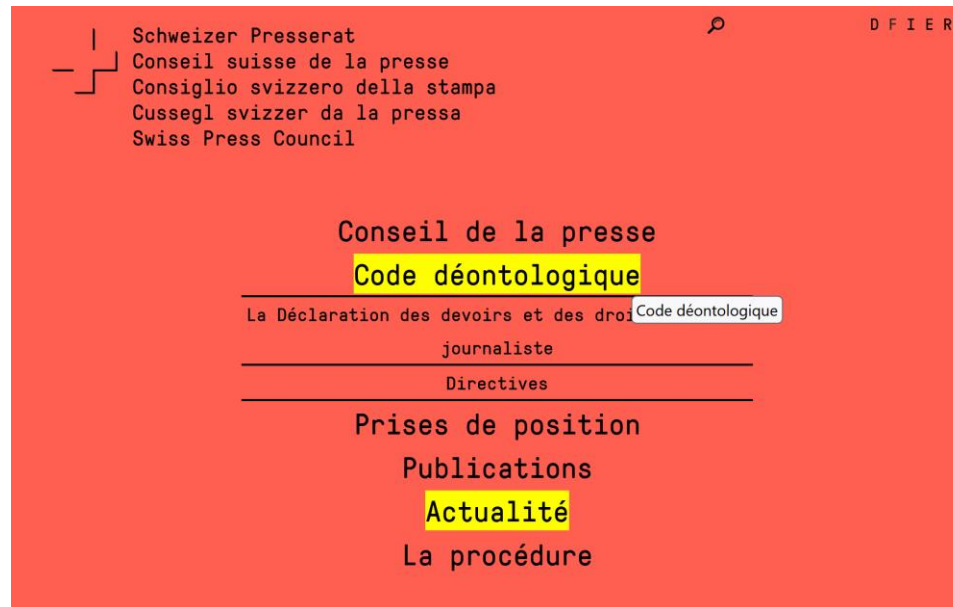 Schweizer Presserat
Conseil suisse de la presse
Consiglio svizzero della stampa
Cussegl svizzer da la pressa
Swiss Press Council
D F I E R
Conseil de la presse
Code déontologique
La Déclaration des devoirs et des
Code déontologique
journaliste
Directives
Prises de position
Publications
Actualité
La procédure